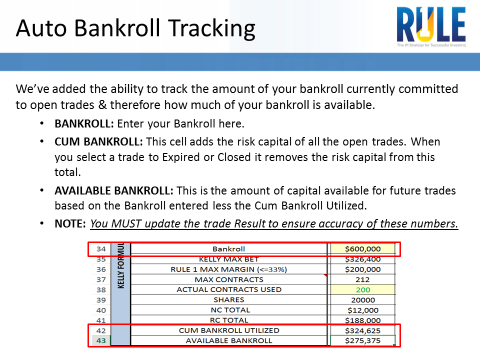 Auto Bankroll Tracking
RULE
We've added the ability to track the amount of your bankroll currently committed
to open trades & therefore how much of your bankroll is available.
• BANKROLL: Enter your Bankroll here.
• CUM BANKROLL: This cell adds the risk capital of all the open trades. When
you select a trade to Expired or Closed it removes the risk capital from this
total.
• AVAILABLE BANKROLL: This is the amount of capital available for future trades
based on the Bankroll entered less the Cum Bankroll Utilized.
• NOTE: You MUST update the trade Result to ensure accuracy of these numbers.
KELLY FORMUL
34 Bankroll $600,000
35 KELLY MAX BET $326,400
36 RULE 1 MAX MARGIN (<=33%) $200,000
37 MAX CONTRACTS 212
38 ACTUAL CONTRACTS USED 200
39 SHARES 20000
40 NC TOTAL $12,000
41 RC TOTAL $188,000
42 CUM BANKROLL UTILIZED $324,625
43 AVAILABLE BANKROLL $275,375